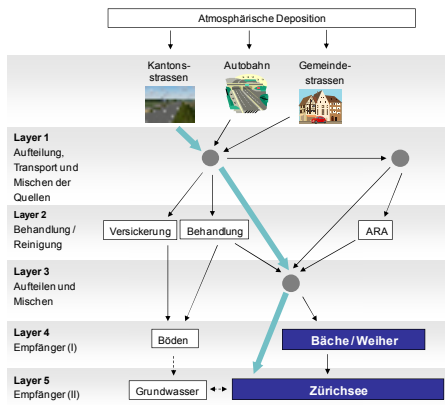 Atmosphärische Deposition
Kantons-
strassen
Autobahn
Gemeinde-
strassen
Layer 1
Aufteilung,
Transport und
Mischen der
Quellen
Layer 2
Behandlung /
Reinigung
Versickerung
Behandlung
ARA
Layer 3
Aufteilen und
Mischen
Layer 4
Empfänger (I)
Böden
Bäche / Weiher
Layer 5
Empfänger (II)
Grundwasser
Zürichsee